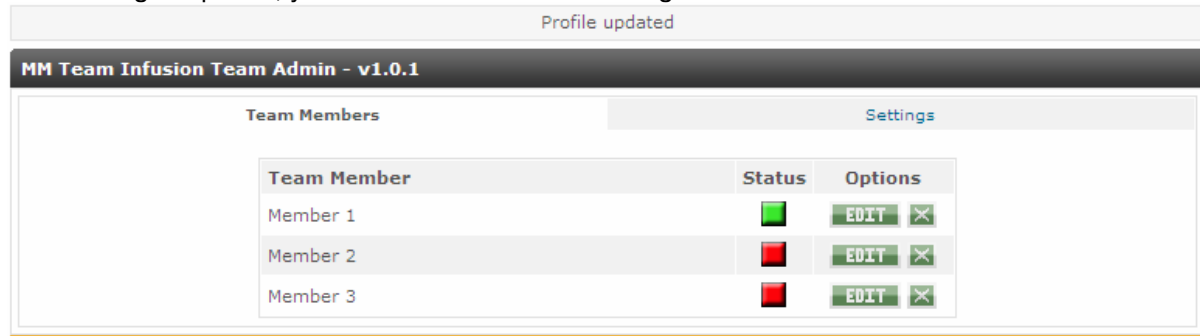 Profile updated
MM Team Infusion Team Admin - v1.0.1
Team Members Settings
Team Member Status Options
Member 1 EDIT X
Member 2 EDIT X
Member 3 EDIT X